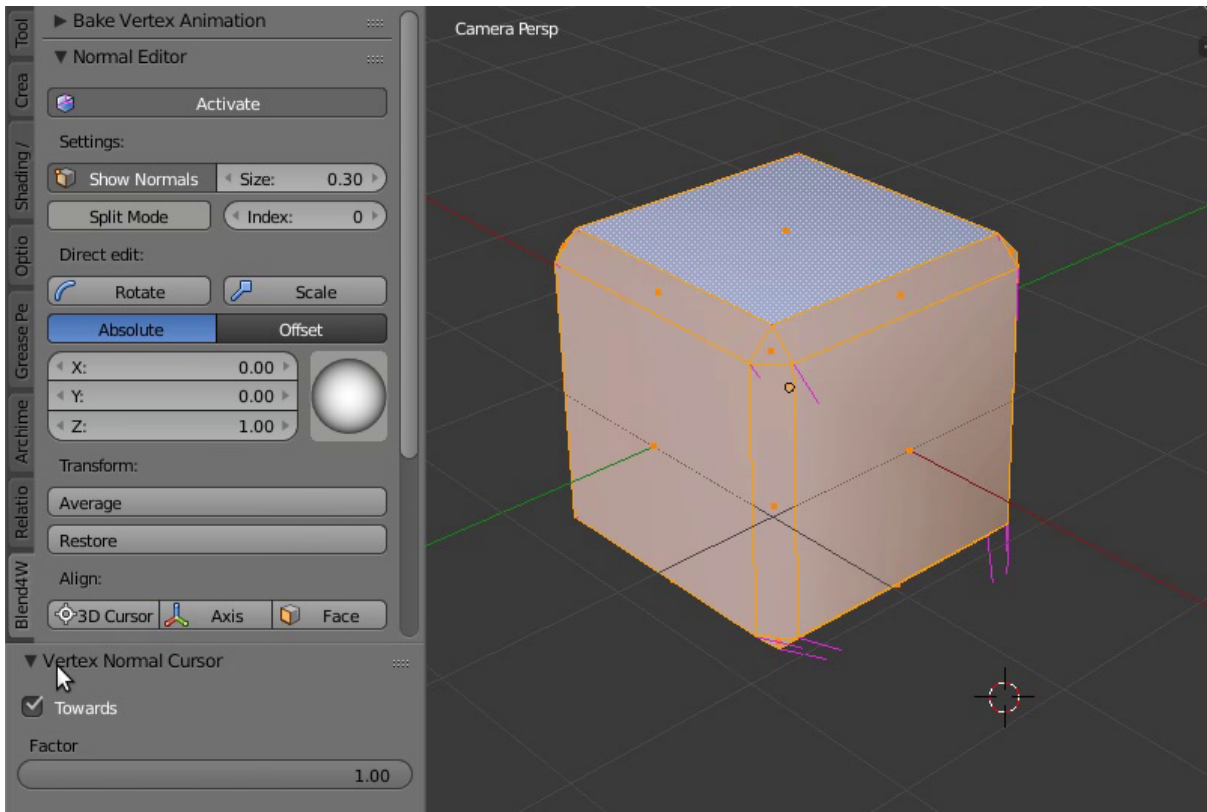 Bake Vertex Animation
Normal Editor
Activate
Settings:
Show Normals Size: 0.30
Split Mode Index: 0
Direct edit:
Rotate Scale
Absolute Offset
X: 0.00
Y: 0.00
Z: 1.00
Transform:
Average
Restore
Align:
3D Cursor Axis Face
Vertex Normal Cursor
Towards
Factor
1.00
Tool
Crea
Shading /
Optio
Grease Pe
Archime
Relatio
Blend4W
Camera Persp